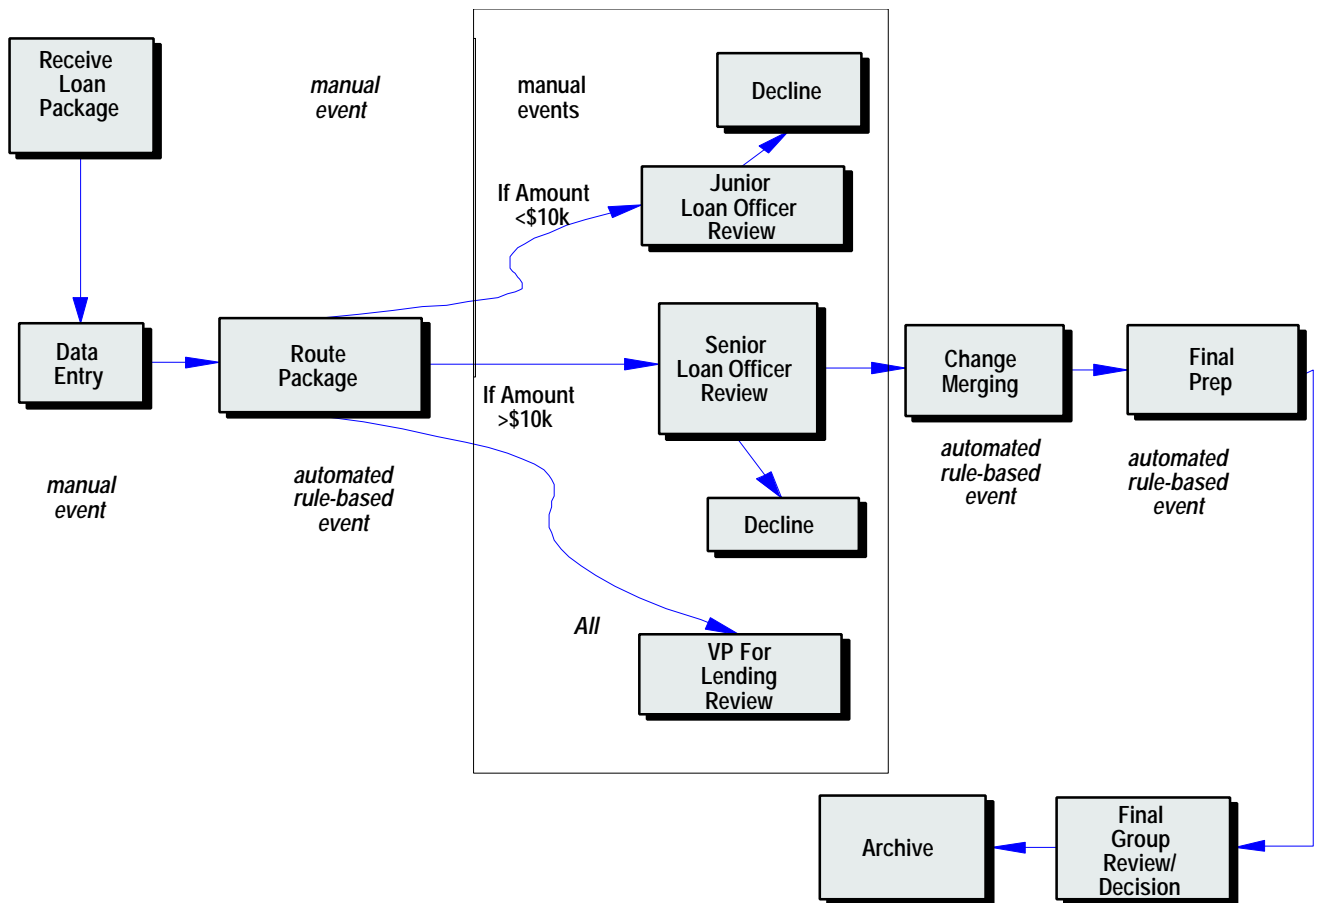 Receive
Loan
Package
manual
event
manual
events
Decline
If Amount
<$10k
Junior
Loan Officer
Review
Data
Entry
Route
Package
Senior
Loan Officer
Review
Change
Merging
Final
Prep
If Amount
>$10k
manual
event
automated
rule-based
event
automated
rule-based
event
automated
rule-based
event
Decline
All
VP For
Lending
Review
Archive
Final
Group
Review/
Decision